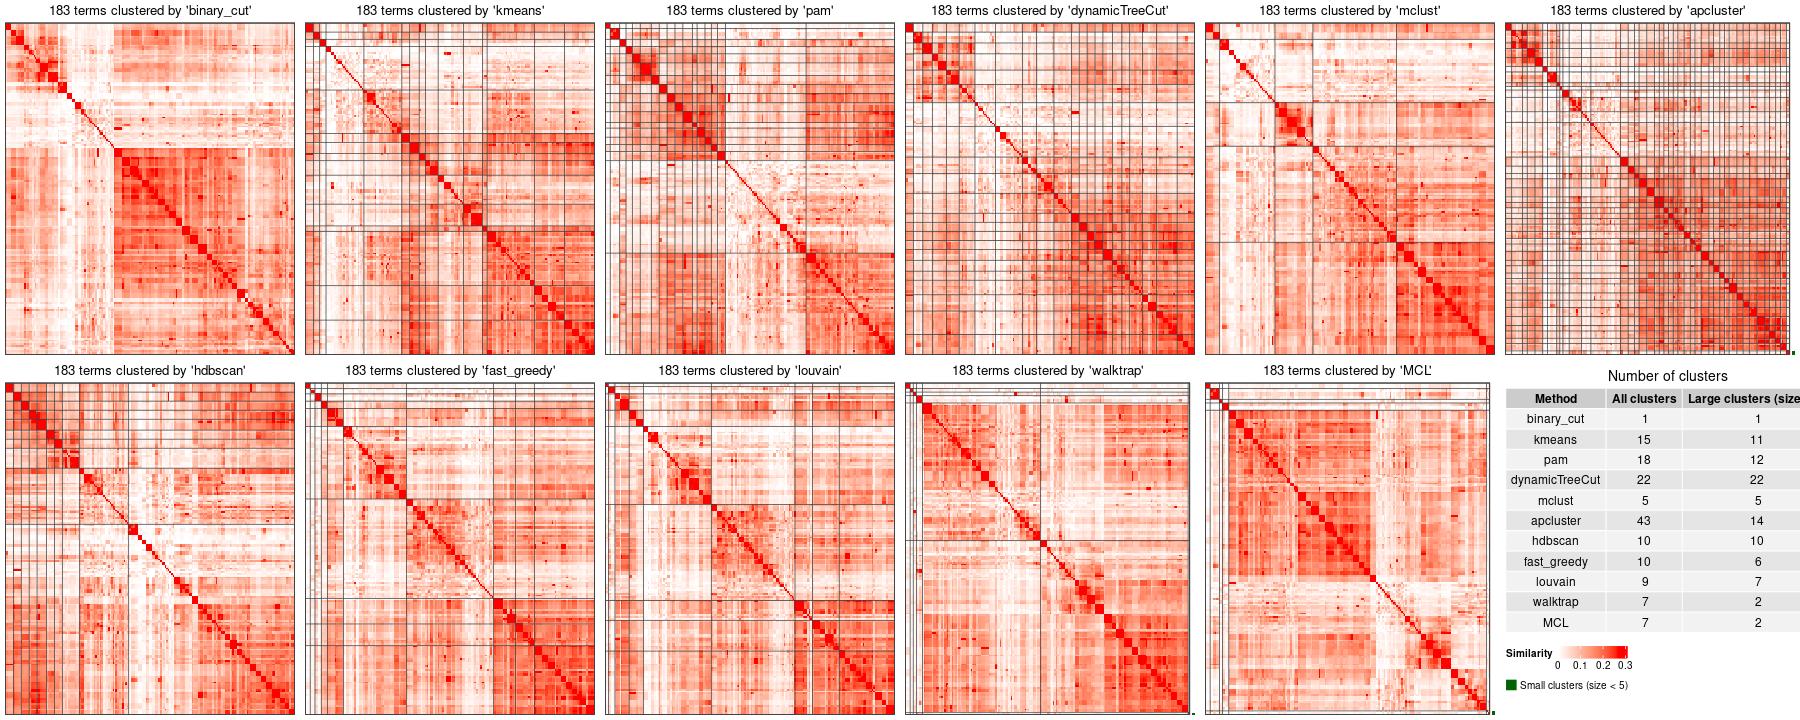 183 terms clustered by 'binary_cut'
183 terms clustered by 'kmeans'
183 terms clustered by 'pam'
183 terms clustered by 'dynamicTreeCut'
183 terms clustered by 'mclust'
183 terms clustered by 'apcluster'
183 terms clustered by 'hdbscan'
183 terms clustered by 'fast_greedy'
183 terms clustered by 'louvain'
183 terms clustered by 'walktrap'
183 terms clustered by 'MCL'
Number of clusters
Method All clusters Large clusters (size
binary_cut 1 1
kmeans 15 11
pam 18 12
dynamicTreeCut 22 22
mclust 5 5
apcluster 43 14
hdbscan 10 10
fast_greedy 10 6
louvain 9 7
walktrap 7 2
MCL 7 2
Similarity
0 0.1 0.2 0.3
Small clusters (size < 5)